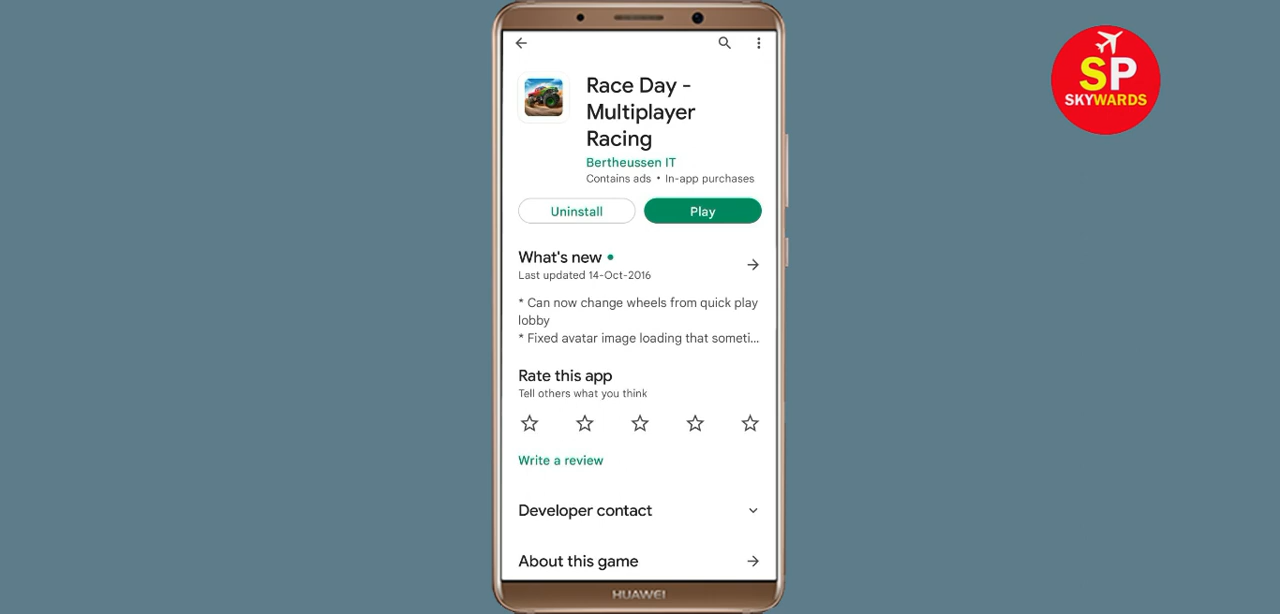 SP
SKYWARDS
Race Day -
Multiplayer
Racing
Bertheussen IT
Contains ads • In-app purchases
Uninstall
Play
What's new •
Last updated 14-Oct-2016
* Can now change wheels from quick play
lobby
* Fixed avatar image loading that someti...
Rate this app
Tell others what you think
Write a review
Developer contact
About this game
HUAWEI